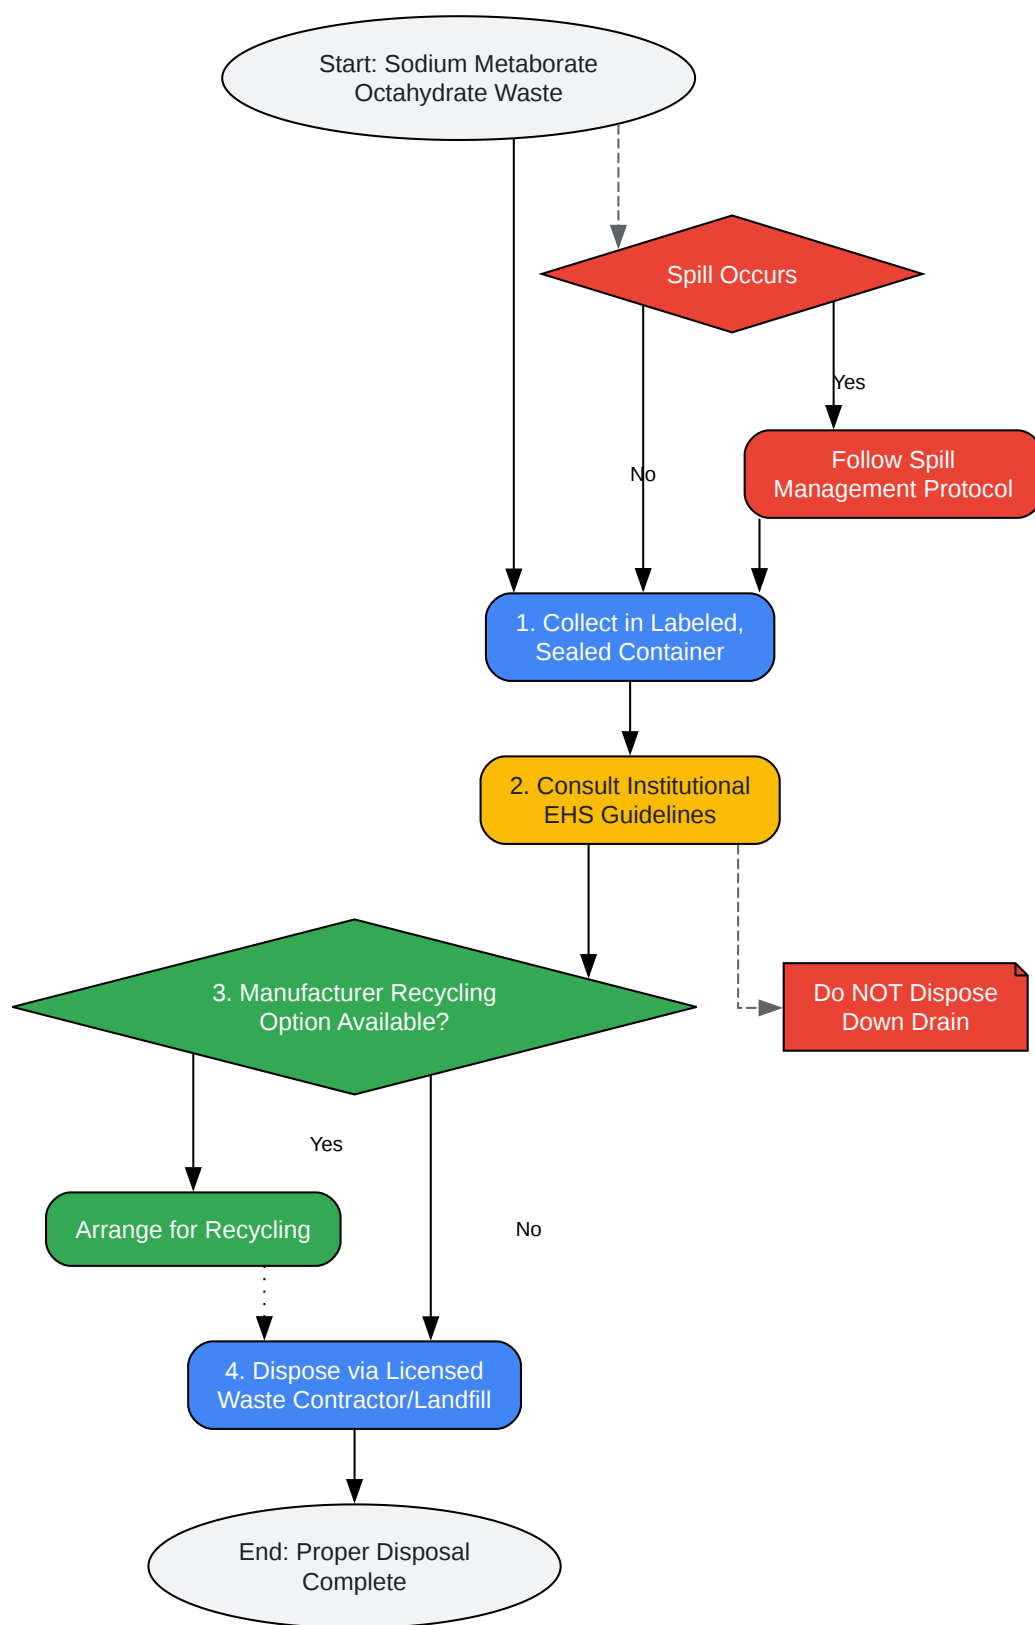 Start: Sodium Metaborate
Octahydrate Waste
Spill Occurs
Yes
Follow Spill
Management Protocol
No
1. Collect in Labeled,
Sealed Container
2. Consult Institutional
EHS Guidelines
3. Manufacturer Recycling
Option Available?
Do NOT Dispose
Down Drain
Yes
Arrange for Recycling
No
4. Dispose via Licensed
Waste Contractor/Landfill
End: Proper Disposal
Complete